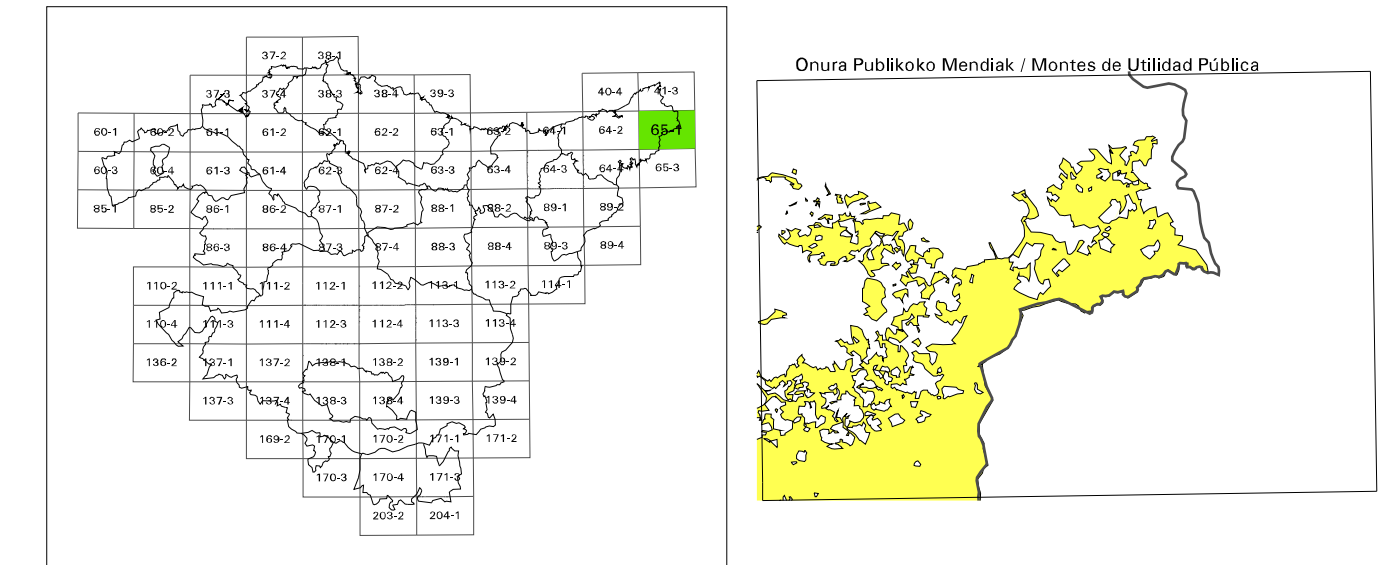 Onura Publikoko Mendiak / Montes de Utilidad Pública
37-2 38-1
37-3 37-4 38-3 38-4 39-3 40-4 41-3
60-1 60-2 61-1 61-2 62-1 62-2 63-1 63-2 64-1 64-2 65-1
60-3 60-4 61-3 61-4 62-3 62-4 63-3 63-4 64-3 64-4 65-3
85-1 85-2 86-1 86-2 87-1 87-2 88-1 88-2 89-1 89-2
86-3 86-4 87-3 87-4 88-3 88-4 89-3 89-4
110-2 111-1 111-2 112-1 112-2 113-1 113-2 114-1
110-4 111-3 111-4 112-3 112-4 113-3 113-4
136-2 137-1 137-2 138-1 138-2 139-1 139-2
137-3 137-4 138-3 138-4 139-3 139-4
169-2 170-1 170-2 171-1 171-2
170-3 170-4 171-3
203-2 204-1